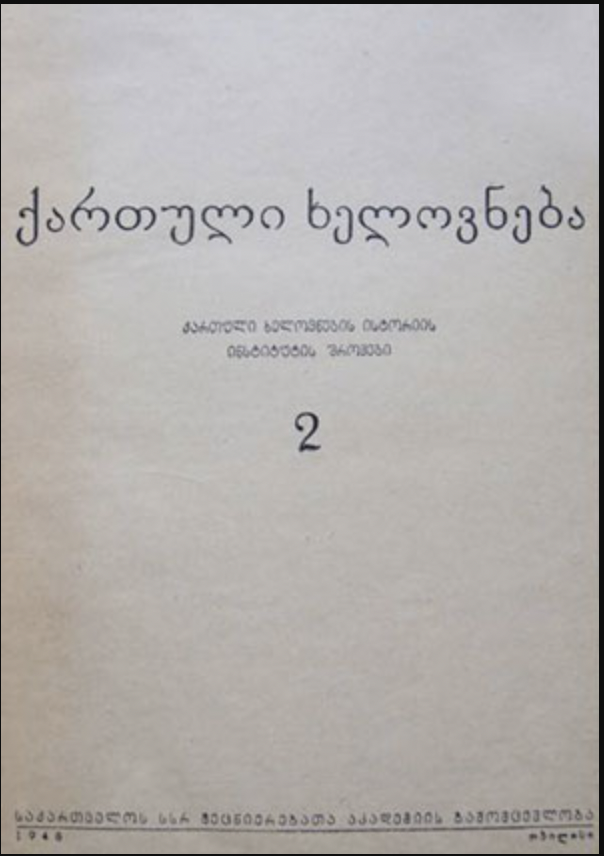 ქართული ხელოვნება
ქართული ხელოვნების ისტორიის
ინსტიტუტის შრომები
2
საქართველოს სსრ მეცნიერებათა აკადემიის გამომცემლობა
1948 თბილისი